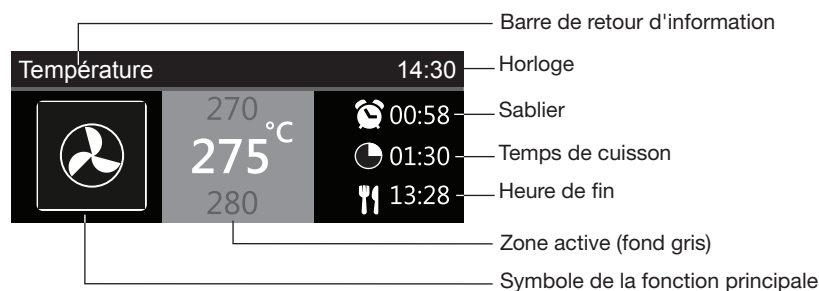 Barre de retour d'information
Température 14:30
Horloge
270
275 °C
280
00:58
Sablier
01:30
Temps de cuisson
13:28
Heure de fin
Zone active (fond gris)
Symbole de la fonction principale